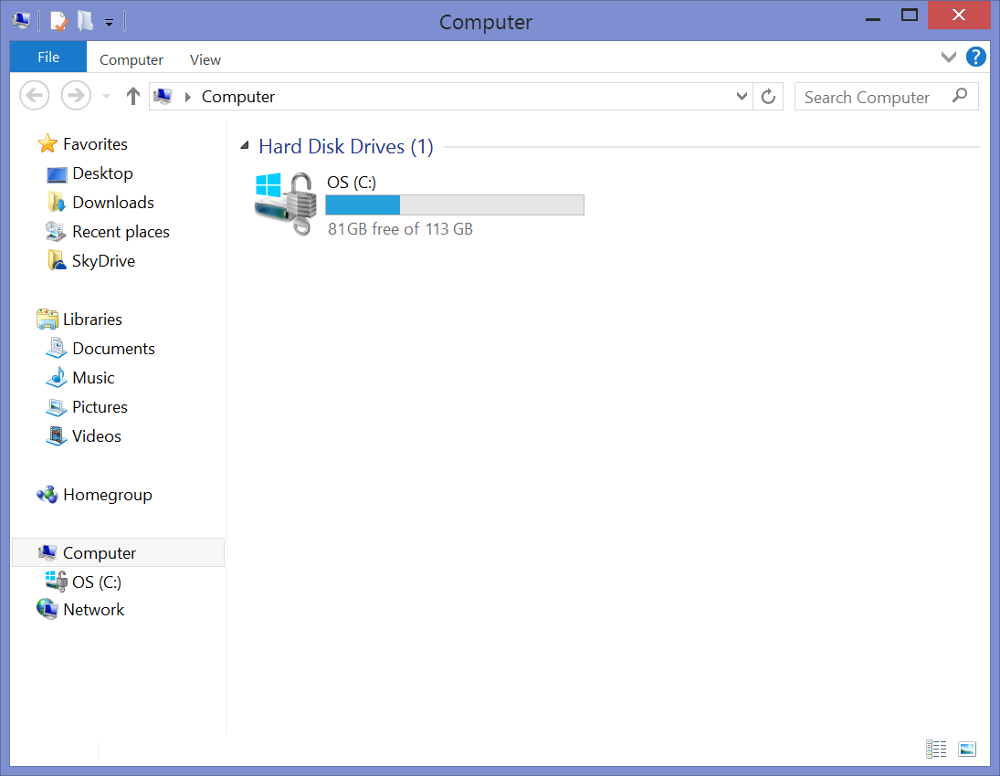 Computer
File
Computer
View
?
Computer
Search Computer
Favorites
Desktop
Downloads
Recent places
SkyDrive
Libraries
Documents
Music
Pictures
Videos
Homegroup
Computer
OS (C:)
Network
Hard Disk Drives (1)
OS (C:)
81GB free of 113 GB